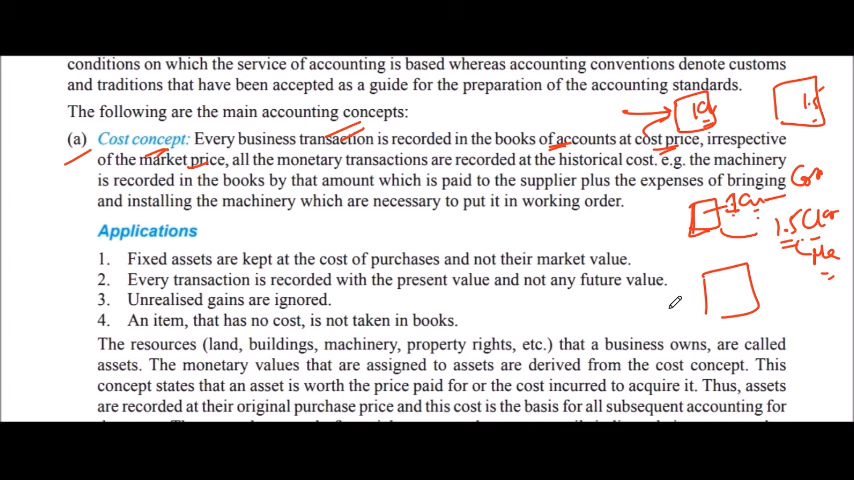 conditions on which the service of accounting is based whereas accounting conventions denote customs
and traditions that have been accepted as a guide for the preparation of the accounting standards.
The following are the main accounting concepts:
(a) Cost concept: Every business transaction is recorded in the books of accounts at cost price, irrespective
of the market price, all the monetary transactions are recorded at the historical cost. e.g. the machinery
is recorded in the books by that amount which is paid to the supplier plus the expenses of bringing
and installing the machinery which are necessary to put it in working order.
1.5
Applications
1. Fixed assets are kept at the cost of purchases and not their market value.
2. Every transaction is recorded with the present value and not any future value.
3. Unrealised gains are ignored.
4. An item, that has no cost, is not taken in books.
The resources (land, buildings, machinery, property rights, etc.) that a business owns, are called
assets. The monetary values that are assigned to assets are derived from the cost concept. This
concept states that an asset is worth the price paid for or the cost incurred to acquire it. Thus, assets
are recorded at their original purchase price and this cost is the basis for all subsequent accounting for